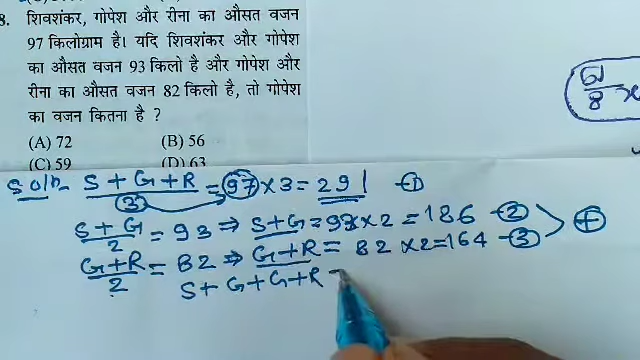 8. शिवशंकर, गोपेश और रीना का औसत वजन
97 किलोग्राम है। यदि शिवशंकर और गोपेश
का औसत वजन 93 किलो है और गोपेश और
रीना का औसत वजन 82 किलो है, तो गोपेश
का वजन कितना है ?
(A) 72 (B) 56
(C) 59 (D) 63
Soln- S+G+R/3 = 97×3 = 291 -①
S+G/2 = 93 ⇒ S+G = 93×2 = 186 -②
G+R/2 = 82 ⇒ G+R = 82×2=164 -③ ⊕
S+G+G+R =
G/8 ×